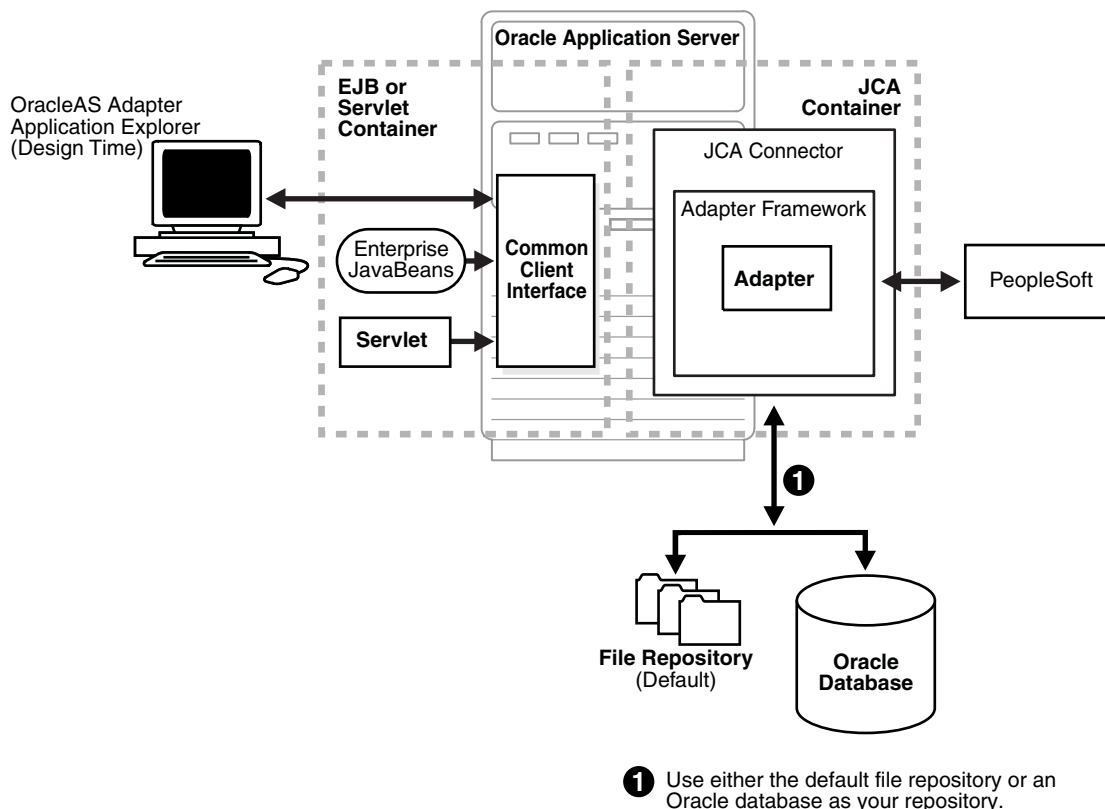 Oracle Application Server
EJB or
Servlet
Container
JCA
Container
OracleAS Adapter
Application Explorer
(Design Time)
JCA Connector
Adapter Framework
Adapter
Enterprise
JavaBeans
Common
Client
Interface
Servlet
PeopleSoft
1
File Repository
(Default)
Oracle
Database
1 Use either the default file repository or an
Oracle database as your repository.